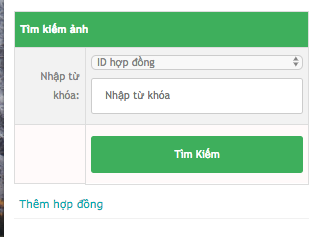 Tìm kiếm ảnh
ID hợp đồng
Nhập từ
khóa:
Nhập từ khóa
Tìm Kiếm
Thêm hợp đồng